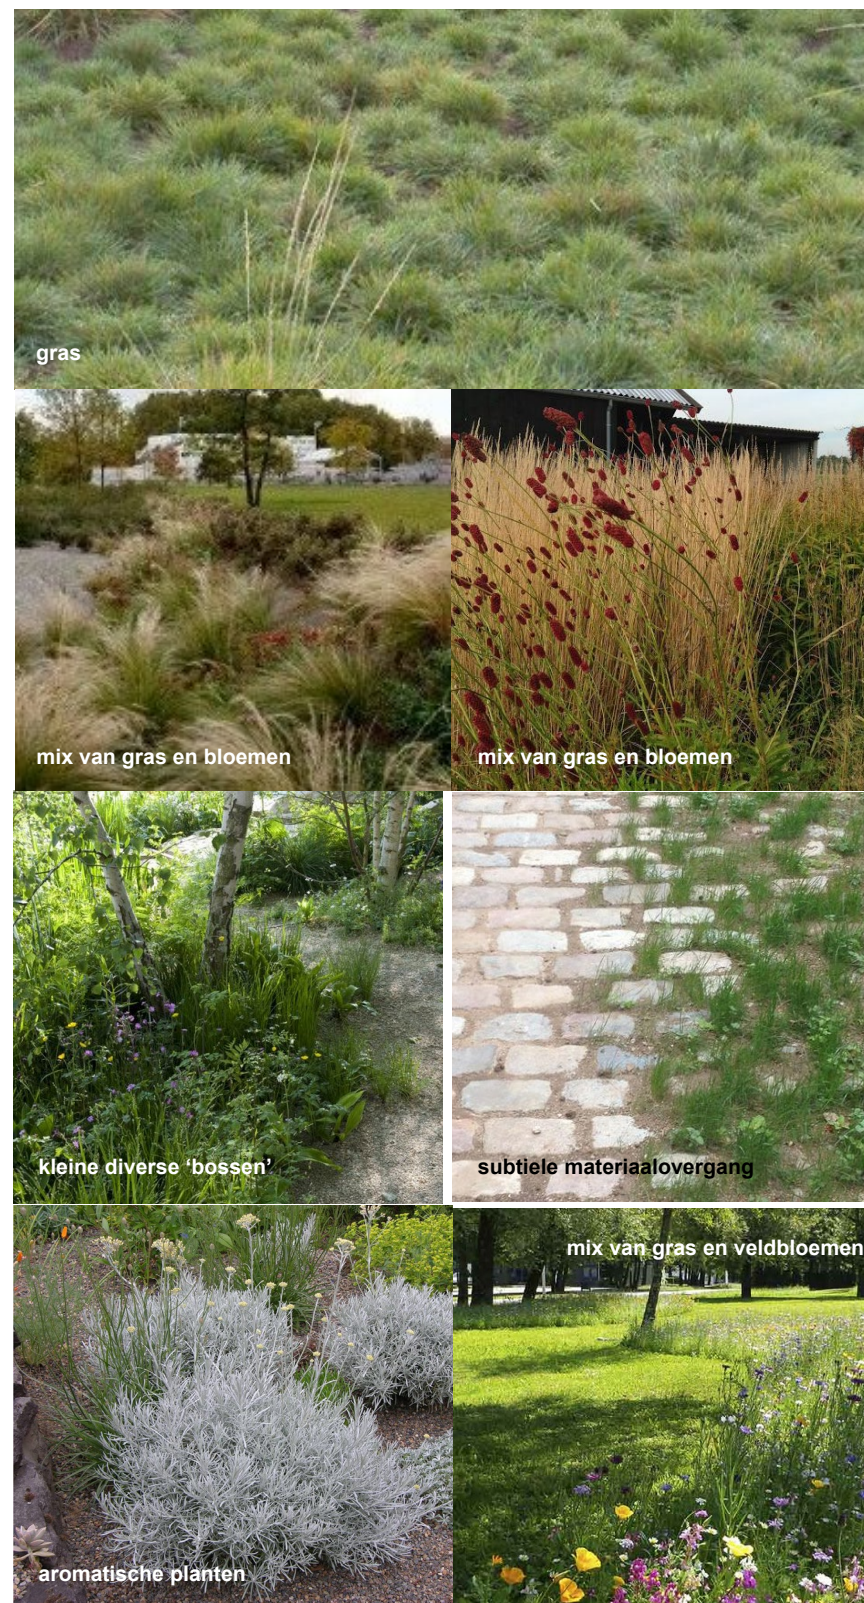 gras
mix van gras en bloemen
mix van gras en bloemen
kleine diverse ‘bossen’
subtiele materiaalovergang
aromatische planten
mix van gras en veldbloemen